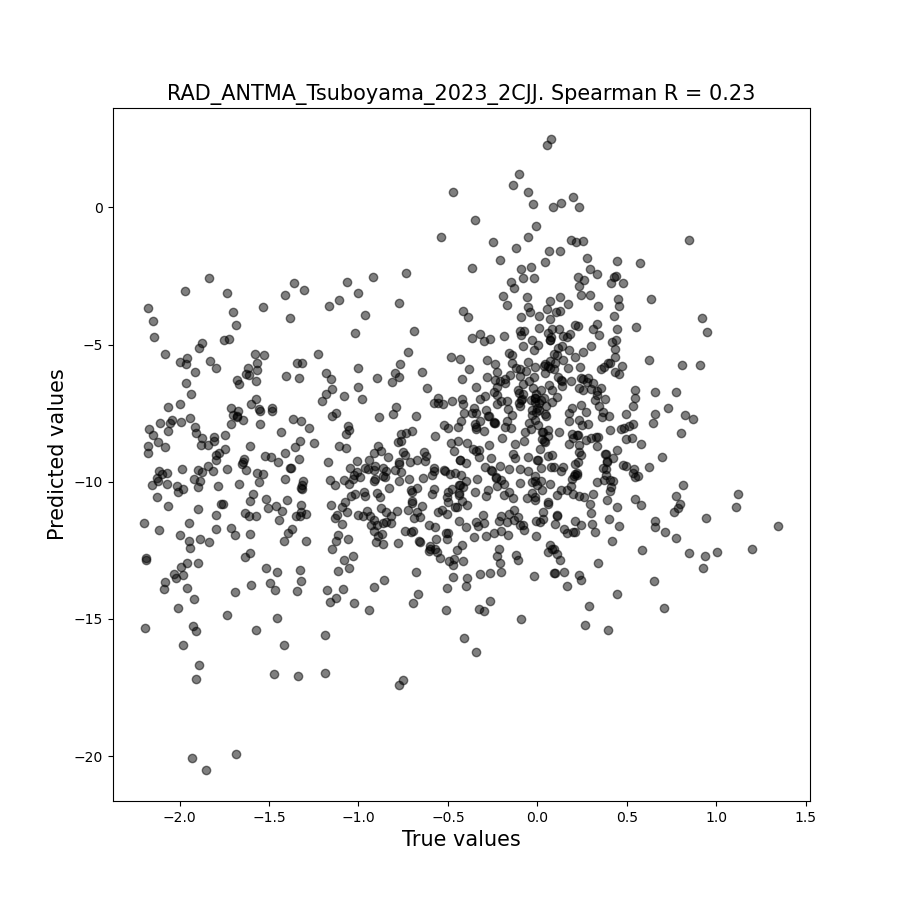 RAD_ANTMA_Tsuboyama_2023_2CJJ. Spearman R = 0.23
Predicted values
0
−5
−10
−15
−20
−2.0 −1.5 −1.0 −0.5 0.0 0.5 1.0 1.5
True values